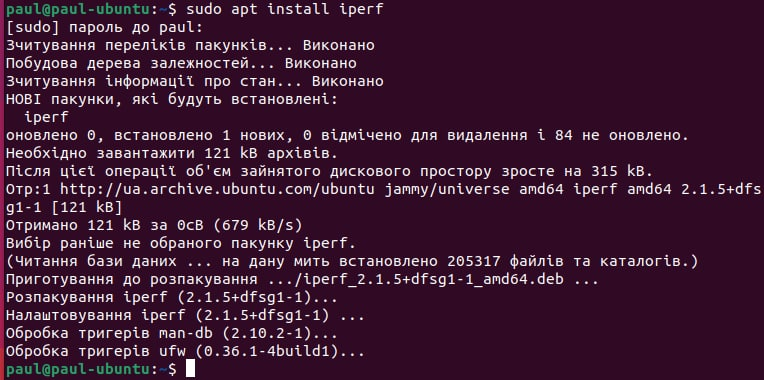 paul@paul-ubuntu:~$ sudo apt install iperf
[sudo] пароль до paul:
Зчитування переліків пакунків... Виконано
Побудова дерева залежностей... Виконано
Зчитування інформації про стан... Виконано
НОВІ пакунки, які будуть встановлені:
  iperf
оновлено 0, встановлено 1 нових, 0 відмічено для видалення і 84 не оновлено.
Необхідно завантажити 121 kB архівів.
Після цієї операції об'єм зайнятого дискового простору зросте на 315 kB.
Отр:1 http://ua.archive.ubuntu.com/ubuntu jammy/universe amd64 iperf amd64 2.1.5+dfs
g1-1 [121 kB]
Отримано 121 kB за 0сB (679 kB/s)
Вибір раніше не обраного пакунку iperf.
(Читання бази даних ... на дану мить встановлено 205317 файлів та каталогів.)
Приготування до розпакування .../iperf_2.1.5+dfsg1-1_amd64.deb ...
Розпакування iperf (2.1.5+dfsg1-1)...
Налаштовування iperf (2.1.5+dfsg1-1) ...
Обробка тригерів man-db (2.10.2-1)...
Обробка тригерів ufw (0.36.1-4build1)...
paul@paul-ubuntu:~$